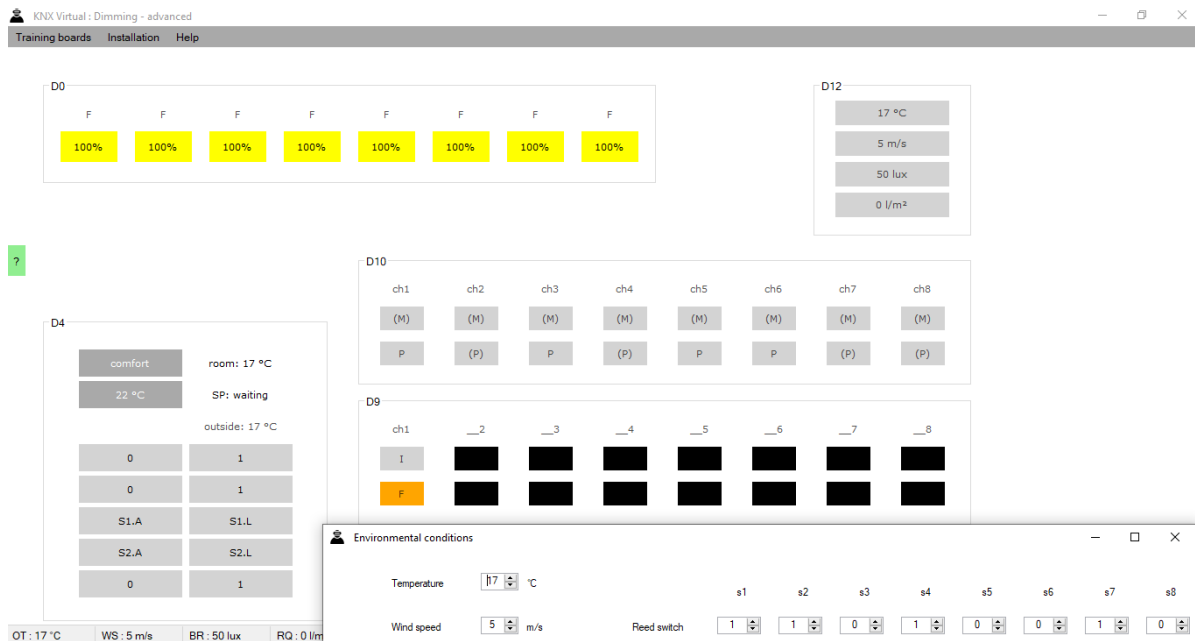 KNX Virtual : Dimming - advanced
Training boards Installation Help
D0
F F F F F F F F
100% 100% 100% 100% 100% 100% 100% 100%
D12
17 °C
5 m/s
50 lux
0 l/m²
?
D10
ch1 ch2 ch3 ch4 ch5 ch6 ch7 ch8
(M) (M) (M) (M) (M) (M) (M) (M)
P (P) P (P) P P (P) (P)
D4
comfort room: 17 °C
22 °C SP: waiting
outside: 17 °C
0 1
0 1
S1.A S1.L
S2.A S2.L
0 1
D9
ch1 __2 __3 __4 __5 __6 __7 __8
I
F
Environmental conditions
Temperature 17 °C
s1 s2 s3 s4 s5 s6 s7 s8
Wind speed 5 m/s Reed switch 1 1 0 1 0 0 1 0
OT : 17 °C WS : 5 m/s BR : 50 lux RQ : 0 l/m